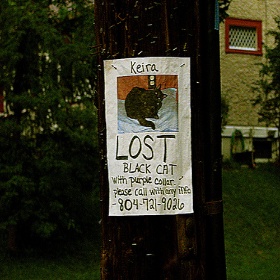 Keira
LOST
BLACK CAT
with purple collar
please call with any info
-804-721-9026